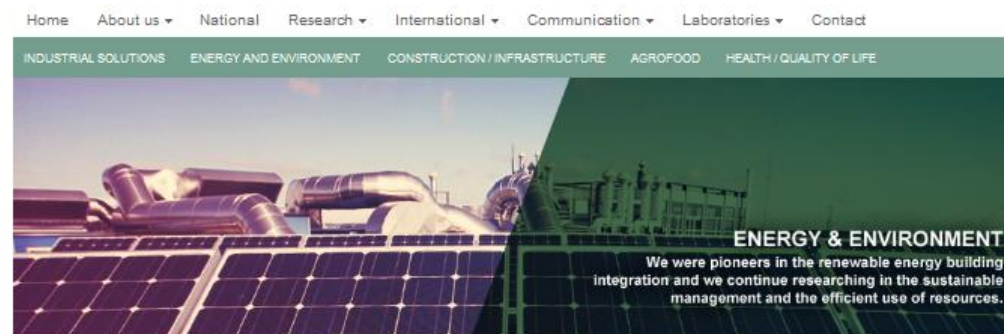 Home About us National Research International Communication Laboratories Contact
INDUSTRIAL SOLUTIONS ENERGY AND ENVIRONMENT CONSTRUCTION / INFRASTRUCTURE AGROFOOD HEALTH / QUALITY OF LIFE
ENERGY & ENVIRONMENT
We were pioneers in the renewable energy building
integration and we continue researching in the sustainable
management and the efficient use of resources.